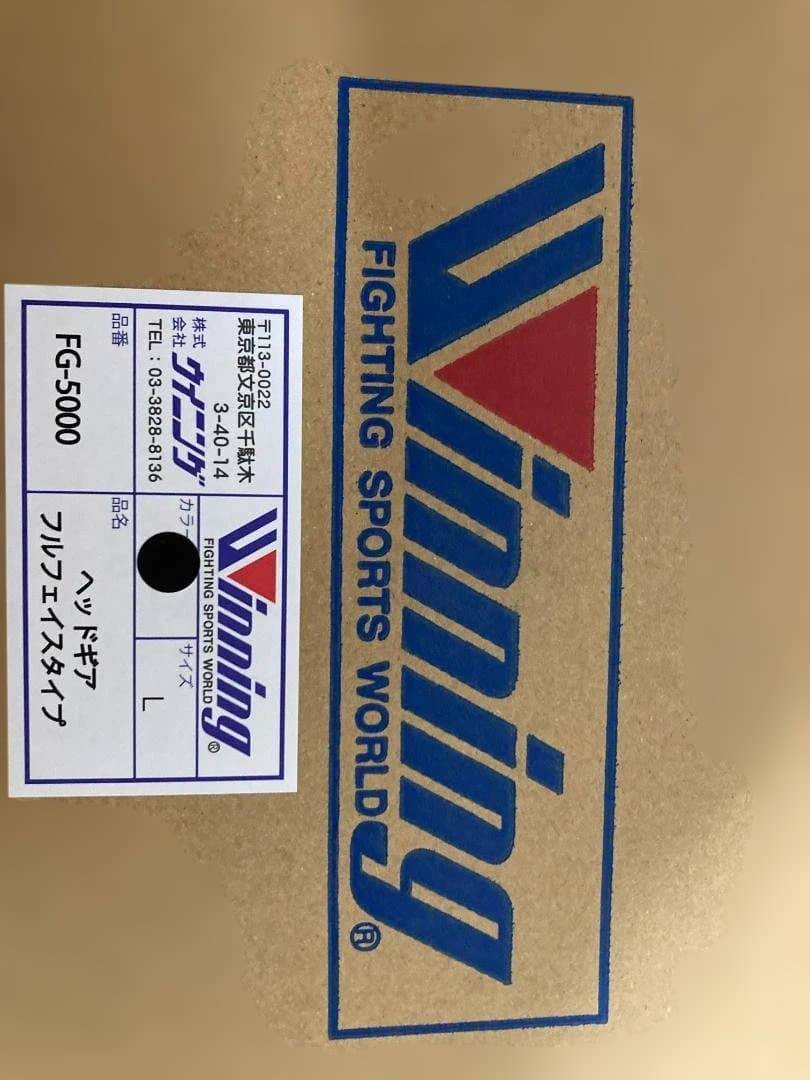 Winning®
FIGHTING SPORTS WORLD
〒113-0022
東京都文京区千駄木
3-40-14
株式会社 ウイニング
TEL：03-3828-8136
Winning®
FIGHTING SPORTS WORLD
カラー
サイズ
L
品番
FG-5000
品名
ヘッドギア
フルフェイスタイプ